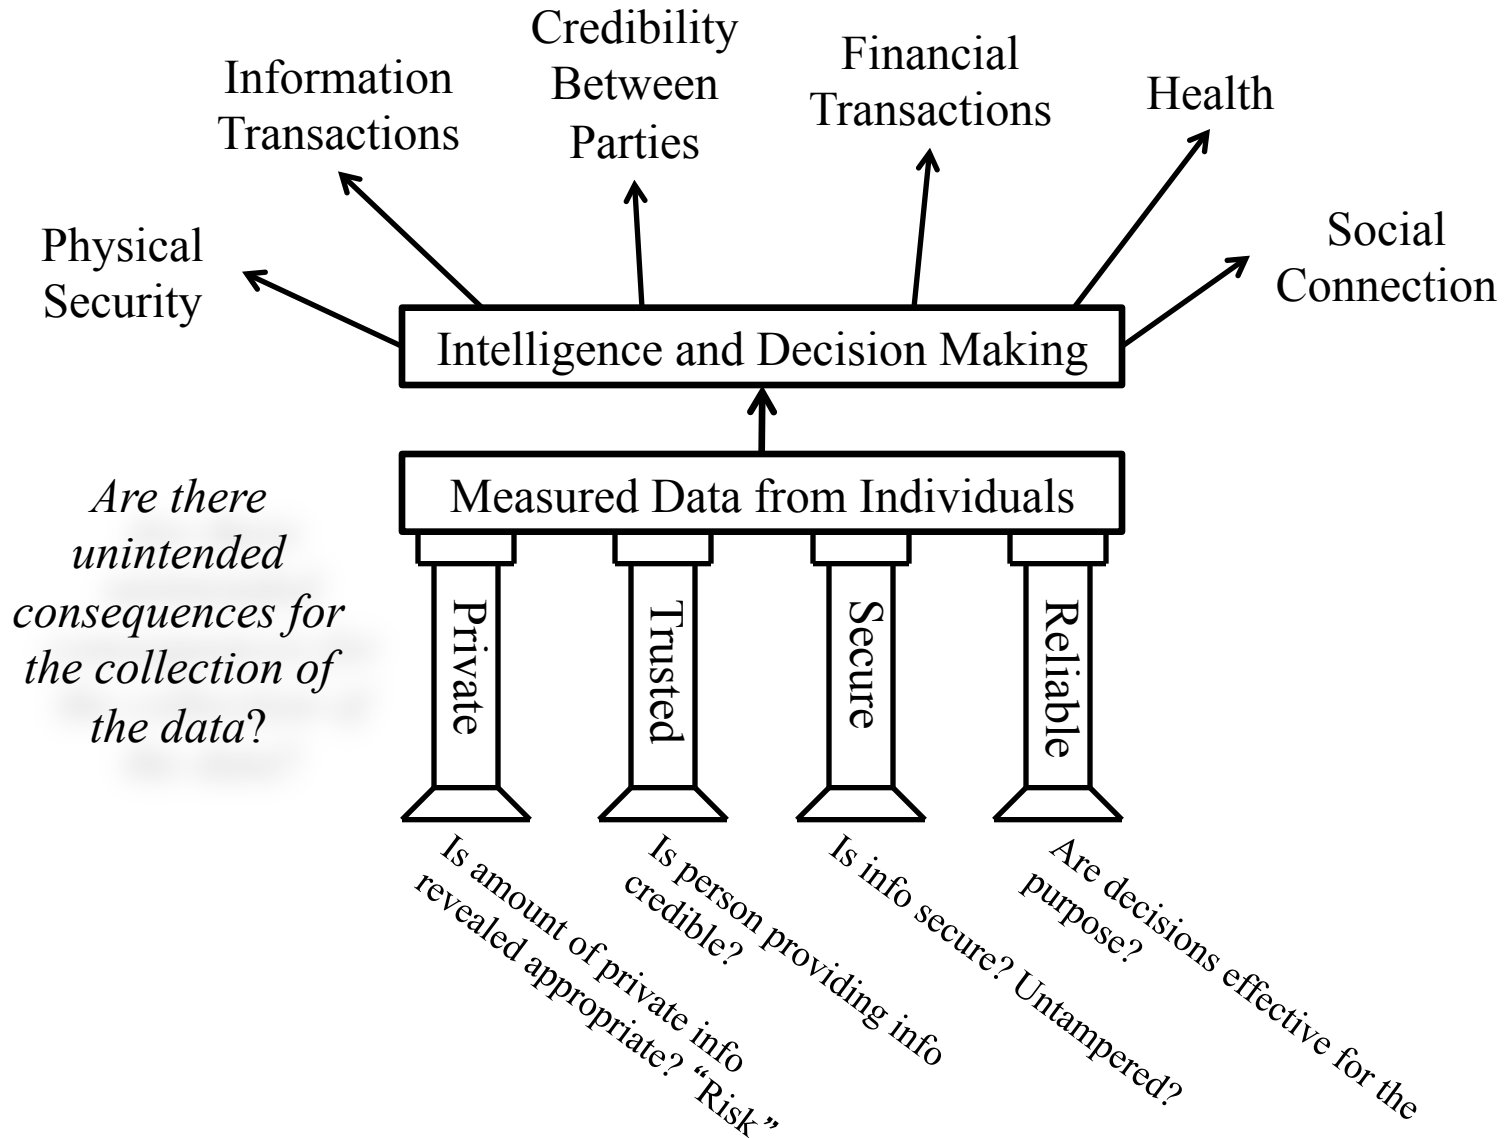 Information
Transactions
Credibility
Between
Parties
Financial
Transactions
Health
Physical
Security
Social
Connection
Intelligence and Decision Making
Measured Data from Individuals
Are there
unintended
consequences for
the collection of
the data?
Private
Trusted
Secure
Reliable
Is amount of private info
revealed appropriate? “Risk”
Is person providing info
credible?
Is info secure? Untampered?
Are decisions effective for the
purpose?